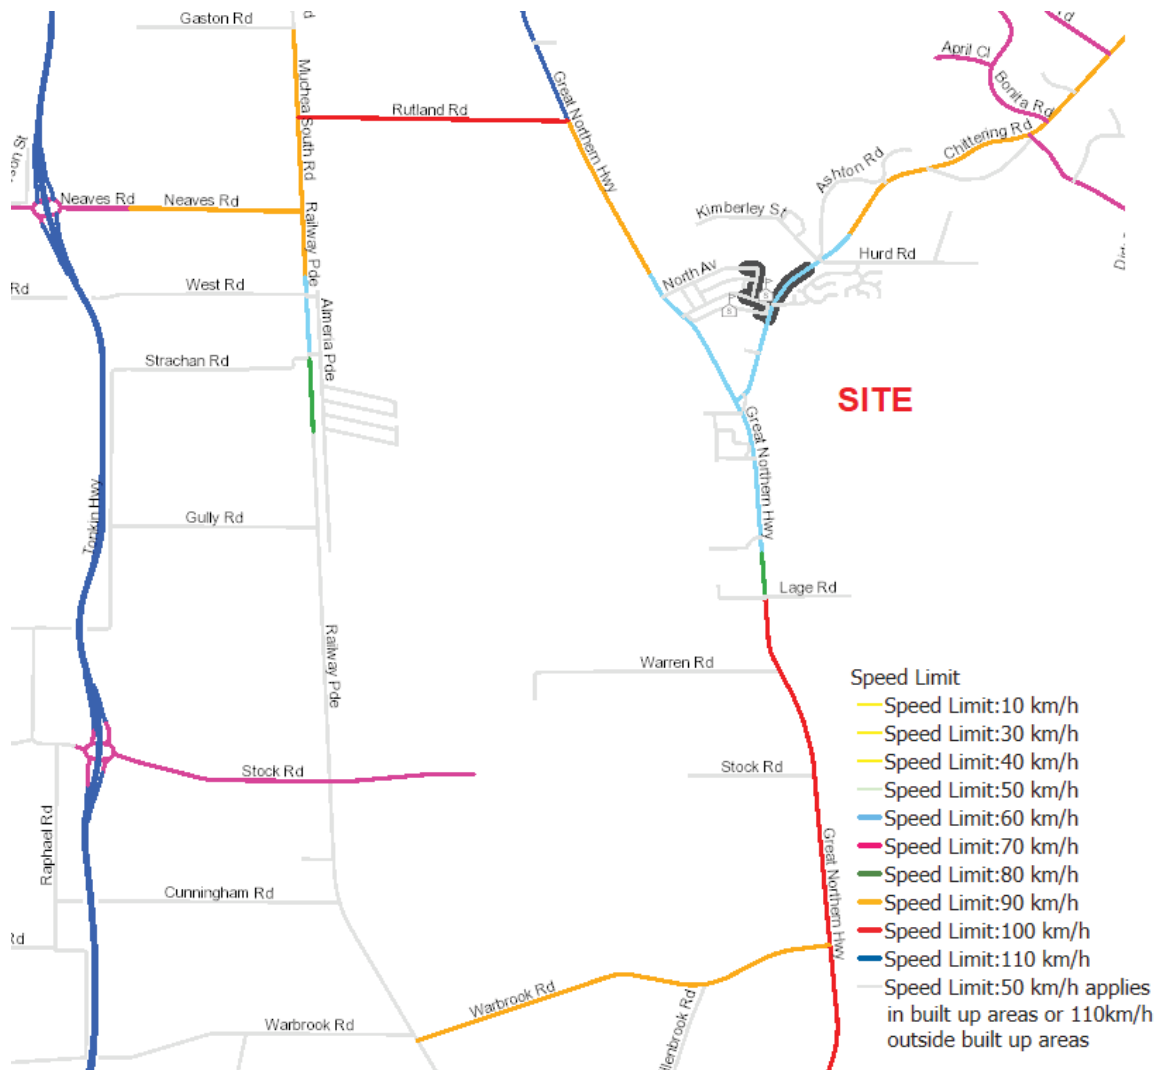 Gaston Rd
d
April Cl
Bonita Rd
Muchea South Rd
Great Northern Hwy
Rutland Rd
Chittering Rd
Ashton Rd
Neaves Rd
Neaves Rd
Kimberley St
Hurd Rd
Railway Pde
North Av
West Rd
Rd
Almeria Pde
S
S
Strachan Rd
SITE
Great Northern Hwy
Tonkin Hwy
Gully Rd
Lage Rd
Railway Pde
Warren Rd
Stock Rd
Stock Rd
Raphael Rd
Great Northern Hwy
Cunningham Rd
Rd
Warbrook Rd
Warbrook Rd
llenbrook Rd
Speed Limit
Speed Limit:10 km/h
Speed Limit:30 km/h
Speed Limit:40 km/h
Speed Limit:50 km/h
Speed Limit:60 km/h
Speed Limit:70 km/h
Speed Limit:80 km/h
Speed Limit:90 km/h
Speed Limit:100 km/h
Speed Limit:110 km/h
Speed Limit:50 km/h applies
in built up areas or 110km/h
outside built up areas